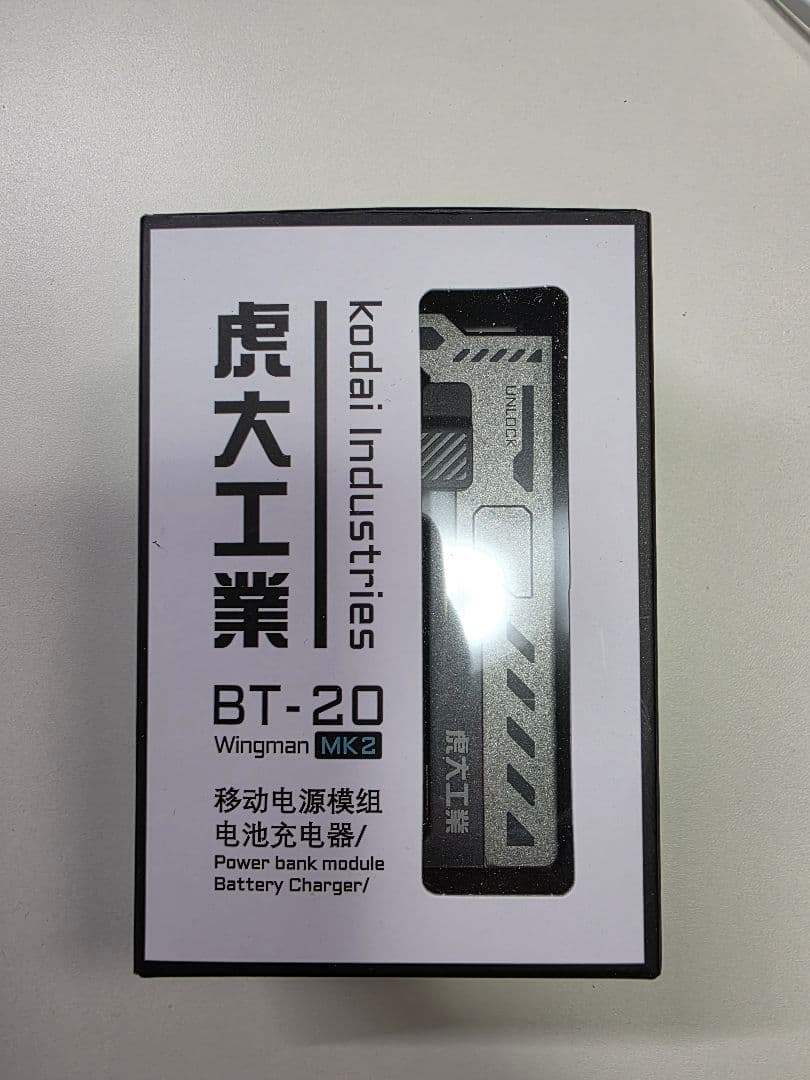 虎大工業
kodai Industries
BT-20
Wingman MK2
移动电源模组
电池充电器/
Power bank module
Battery Charger/
UNLOCK
虎大工業